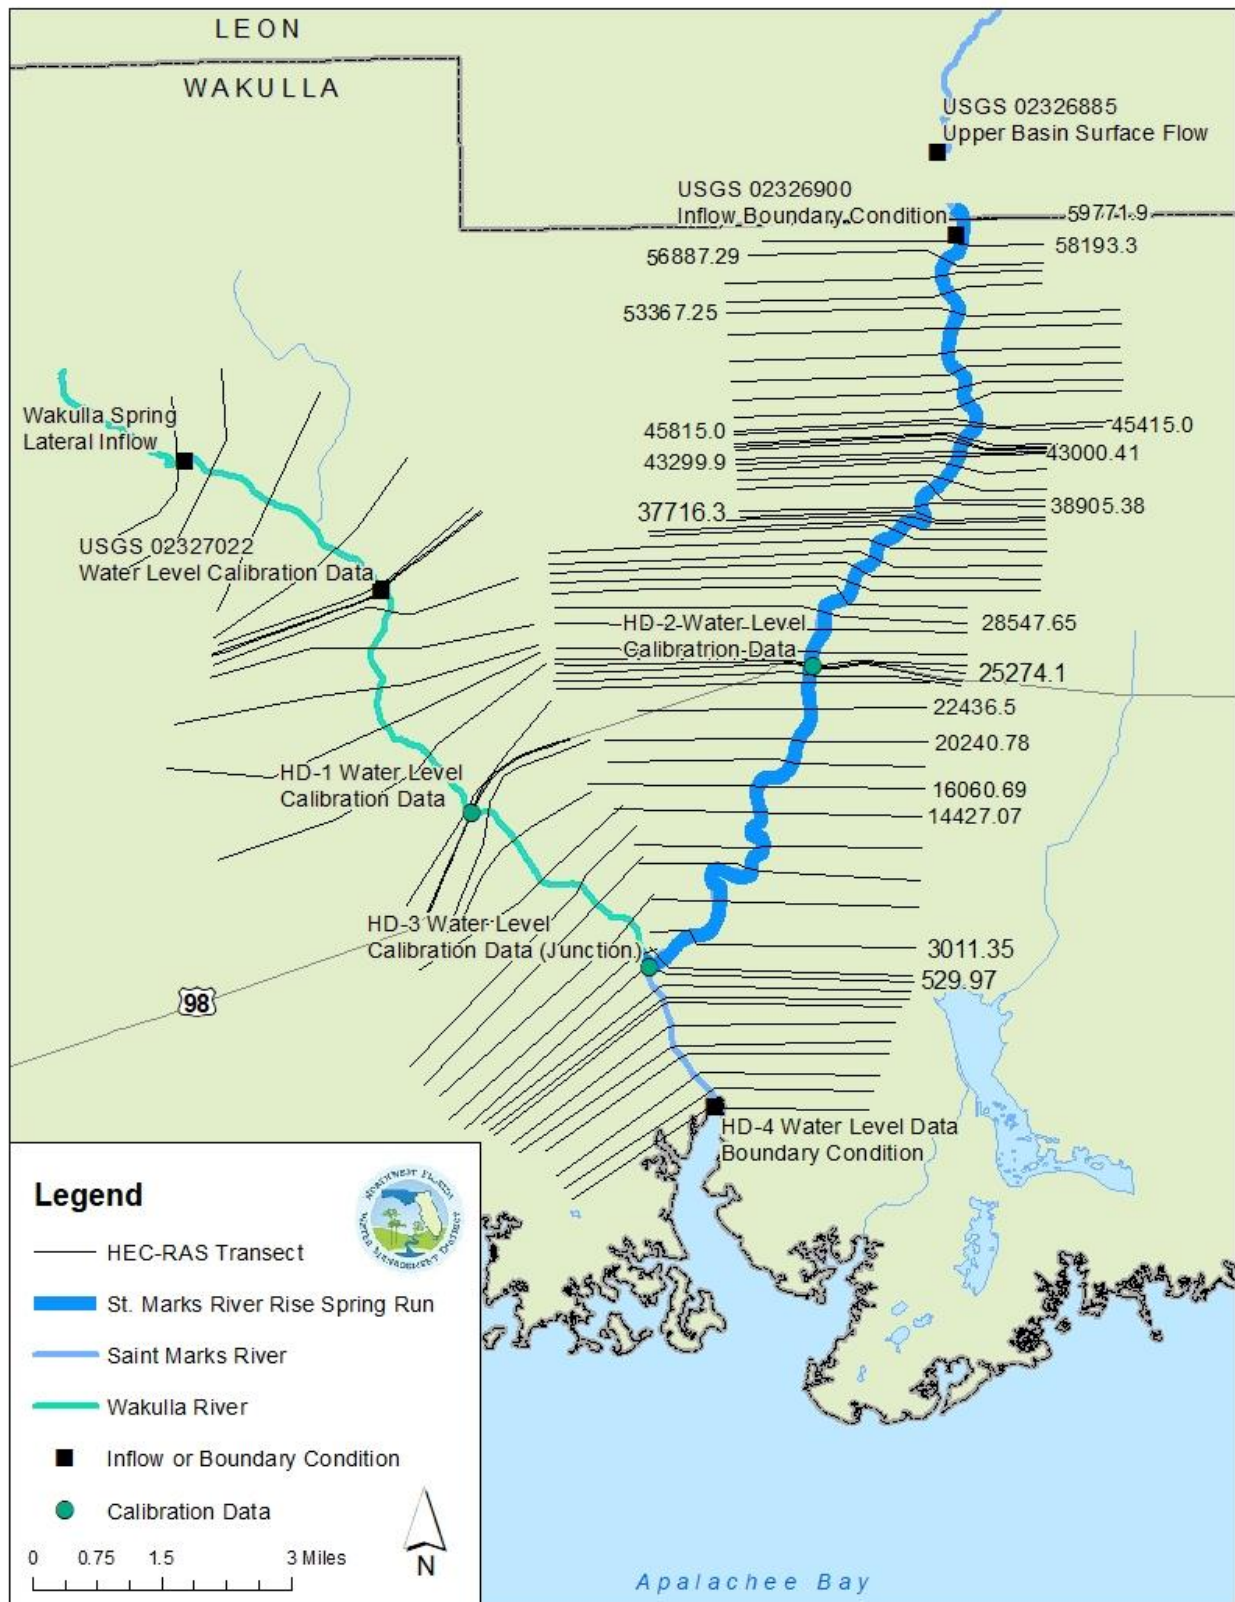 LEON
WAKULLA
USGS 02326885
Upper Basin Surface Flow
USGS 02326900
Inflow Boundary Condition
59771.9
58193.3
56887.29
53367.25
Wakulla Spring
Lateral Inflow
45815.0
45415.0
43299.9
43000.41
37716.3
38905.38
USGS 02327022
Water Level Calibration Data
HD-2 Water Level
Calibratrion Data
28547.65
25274.1
22436.5
20240.78
HD-1 Water Level
Calibration Data
16060.69
14427.07
HD-3 Water Level
Calibration Data (Junction)
3011.35
529.97
98
HD-4 Water Level Data
Boundary Condition
Legend
NORTHWEST FLORIDA
WATER MANAGEMENT DISTRICT
HEC-RAS Transect
St. Marks River Rise Spring Run
Saint Marks River
Wakulla River
Inflow or Boundary Condition
Calibration Data
N
0 0.75 1.5 3 Miles
Apalachee Bay